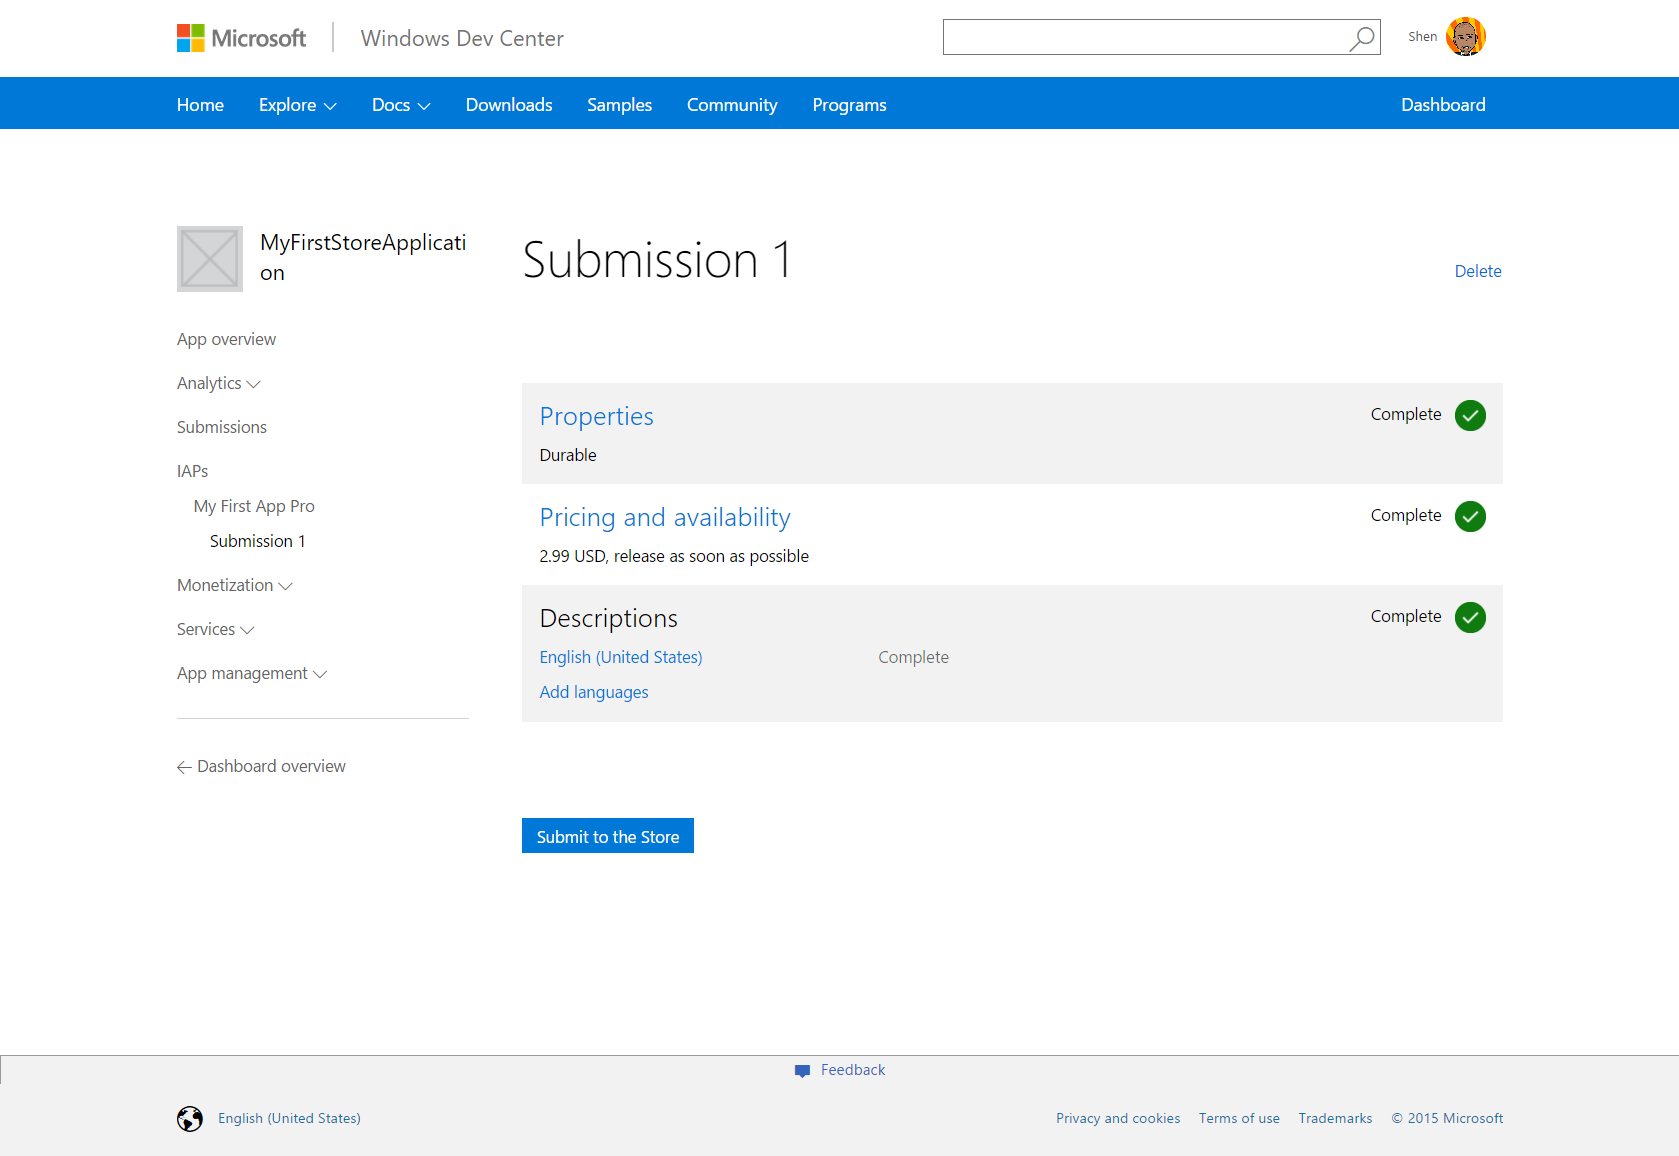 Microsoft
Windows Dev Center
Shen
Home
Explore
Docs
Downloads
Samples
Community
Programs
Dashboard
MyFirstStoreApplicati
on
App overview
Analytics
Submissions
IAPs
My First App Pro
Submission 1
Monetization
Services
App management
Dashboard overview
Submission 1
Delete
Properties
Complete
Durable
Pricing and availability
Complete
2.99 USD, release as soon as possible
Descriptions
Complete
English (United States)
Complete
Add languages
Submit to the Store
Feedback
English (United States)
Privacy and cookies
Terms of use
Trademarks
© 2015 Microsoft